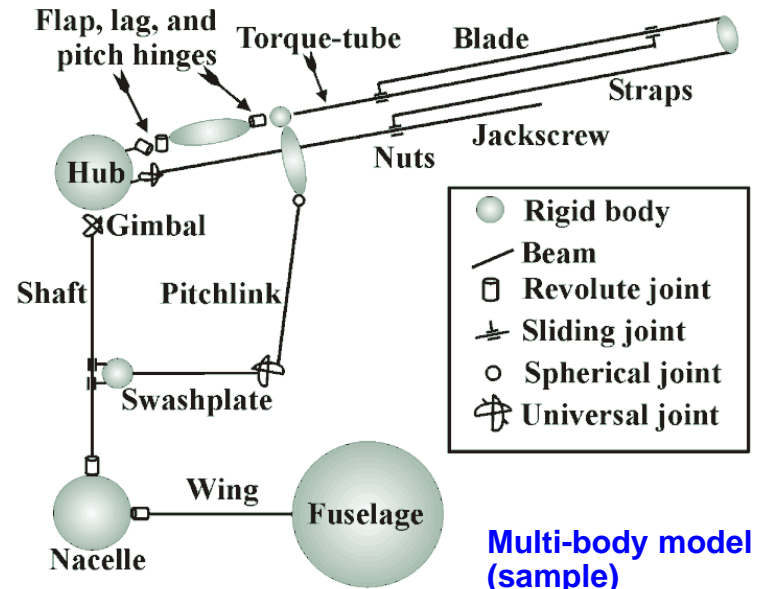 Flap, lag, and
pitch hinges
Torque-tube
Blade
Straps
Jackscrew
Nuts
Hub
Gimbal
Shaft
Pitchlink
Swashplate
Wing
Fuselage
Nacelle
Rigid body
Beam
Revolute joint
Sliding joint
Spherical joint
Universal joint
Multi-body model
(sample)